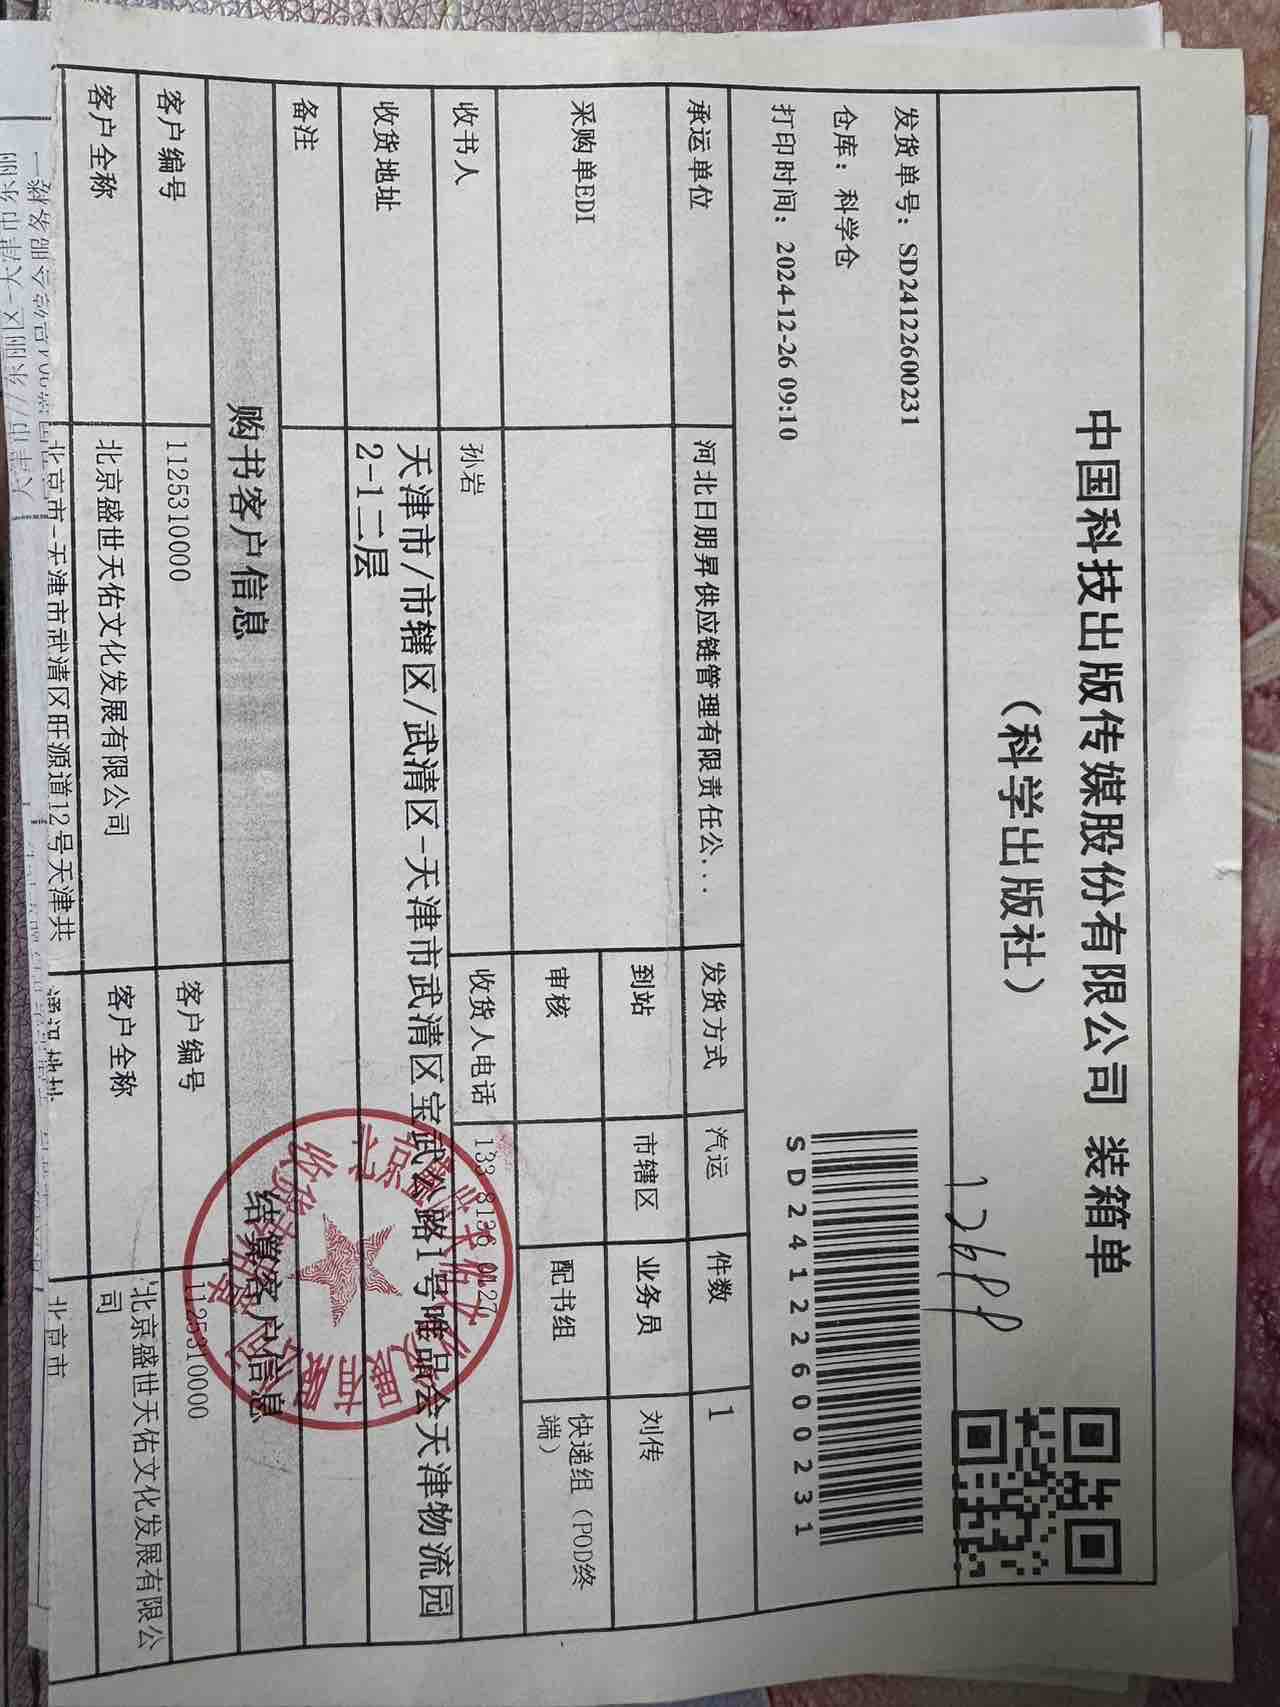 中国科技出版传媒股份有限公司 装箱单
（科学出版社）
发货单号：SD24122600231
仓库：科学仓
打印时间：2024-12-26 09:10
SD24122600231
承运单位 河北日朋昇供应链管理有限责任公... 发货方式 汽运 件数 1
采购单EDI 到站 市辖区 业务员 刘传
审核 配书组 快递组（POD终
端）
收书人 孙岩 收货人电话 133 8136 0127
收货地址 天津市/市辖区/武清区-天津市武清区宝武公路1号唯品会天津物流园
2-1二层
备注
购书客户信息 结算客户信息
客户编号 1125310000 客户编号 1125310000
客户全称 北京盛世天佑文化发展有限公司 客户全称 北京盛世天佑文化发展有限公
司
北京市-天津市武清区旺源道12号天津共 通讯地址 北京市